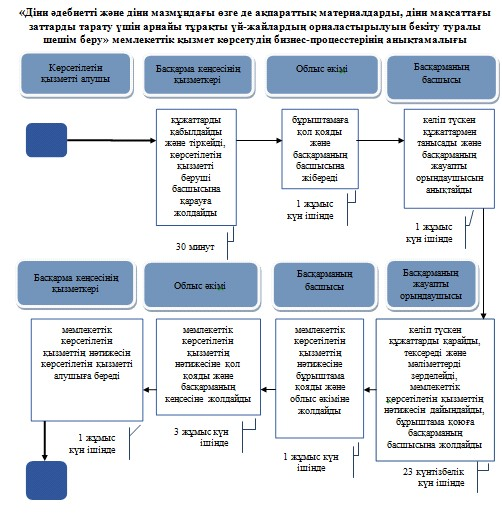 «Діни әдебиетті және діни мазмұндағы өзге де ақпараттық материалдарды, діни мақсаттағы
заттарды тарату үшін арнайы тұрақты үй-жайлардың орналастырылуын бекіту туралы
шешім беру» мемлекеттік қызмет көрсетудің бизнес-процесстерінің анықтамалығы
Көрсетілетін
қызметті алушы
Басқарма кеңсесінің
қызметкері
Облыс әкімі
Басқарманың
басшысы
құжаттарды
қабылдайды
және тіркейді,
көрсетілетін
қызметті
беруші
басшысына
қарауға
жолдайды
30 минут
бұрыштамаға
қол қояды
және
басқарманың
басшысына
жібереді
1 жұмыс
күн ішінде
келіп түскен
құжаттармен
танысады және
басқарманың
жауапты
орындаушысын
анықтайды
1 жұмыс
күн ішінде
Басқарма кеңсесінің
қызметкері
Облыс әкімі
Басқарманың
басшысы
Басқарманың
жауапты
орындаушысы
мемлекеттік
көрсетілетін
қызметтің нәтижесін
көрсетілетін қызметті
алушыға береді
1 жұмыс
күн ішінде
мемлекеттік
көрсетілетін
қызметтің
нәтижесіне қол
қояды және
басқарманың
кеңсесіне жолдайды
3 жұмыс күн
ішінде
мемлекеттік
көрсетілетін
қызметтің
нәтижесіне
бұрыштама
қояды және
облыс әкіміне
жолдайды
1 жұмыс күн
ішінде
келіп түскен
құжаттарды қарайды,
тексереді және
мәліметтерді
зерделейді,
мемлекеттік
көрсетілетін қызметтің
нәтижесін дайындайды,
бұрыштама қоюға
басқарманың
басшысына жолдайды
23 күнтізбелік
күн ішінде